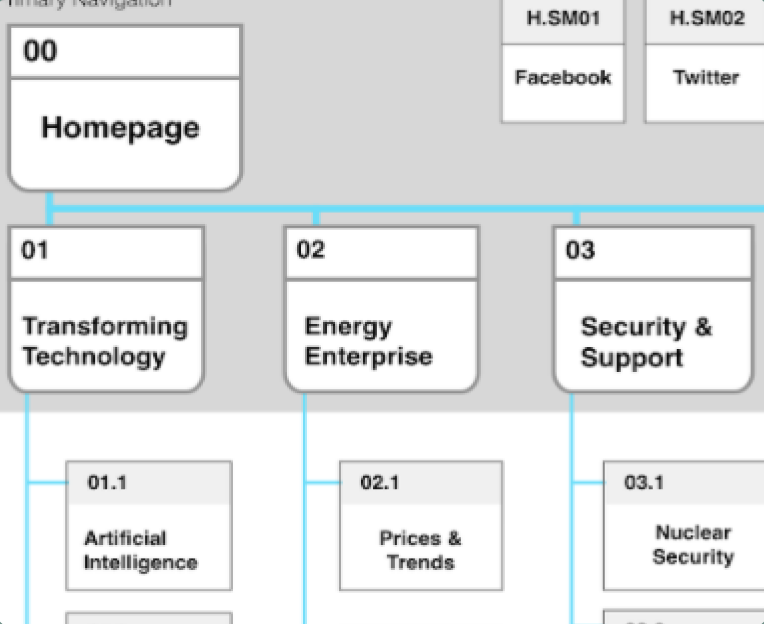 Primary Navigation
H.SM01
H.SM02
00
Facebook
Twitter
Homepage
01
02
03
Transforming
Technology
Energy
Enterprise
Security &
Support
01.1
02.1
03.1
Artificial
Intelligence
Prices &
Trends
Nuclear
Security